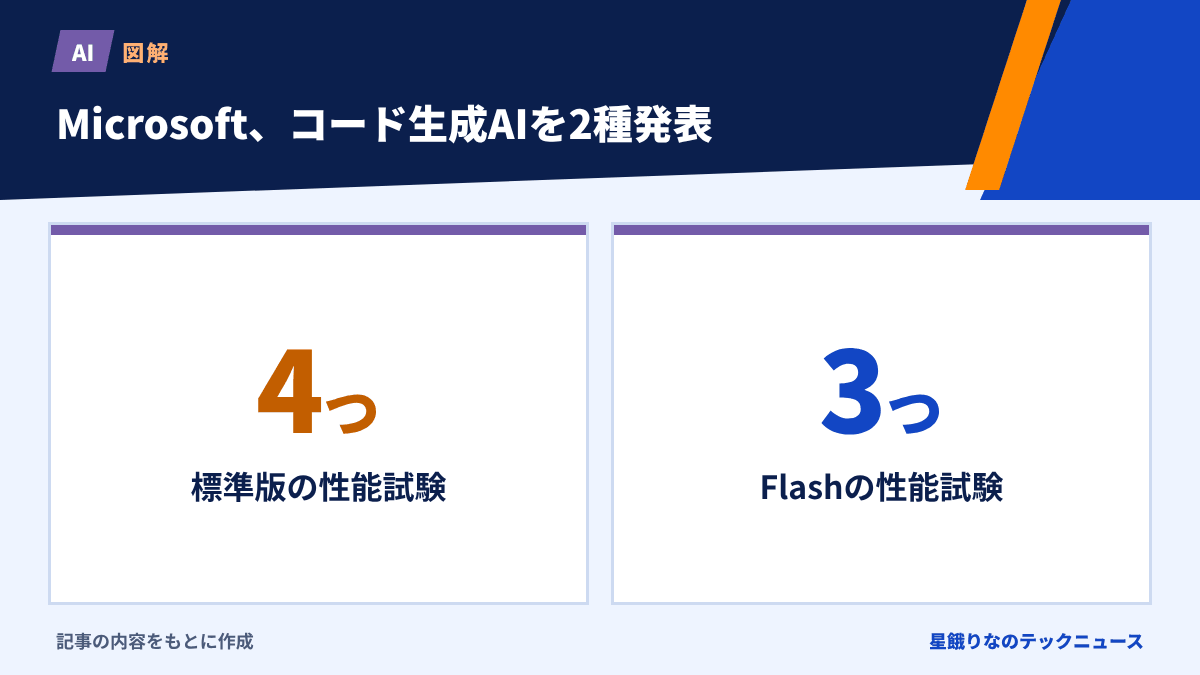 AI 図解
Microsoft、コード生成AIを2種発表
4つ
標準版の性能試験
3つ
Flashの性能試験
記事の内容をもとに作成
星餓りなのテックニュース